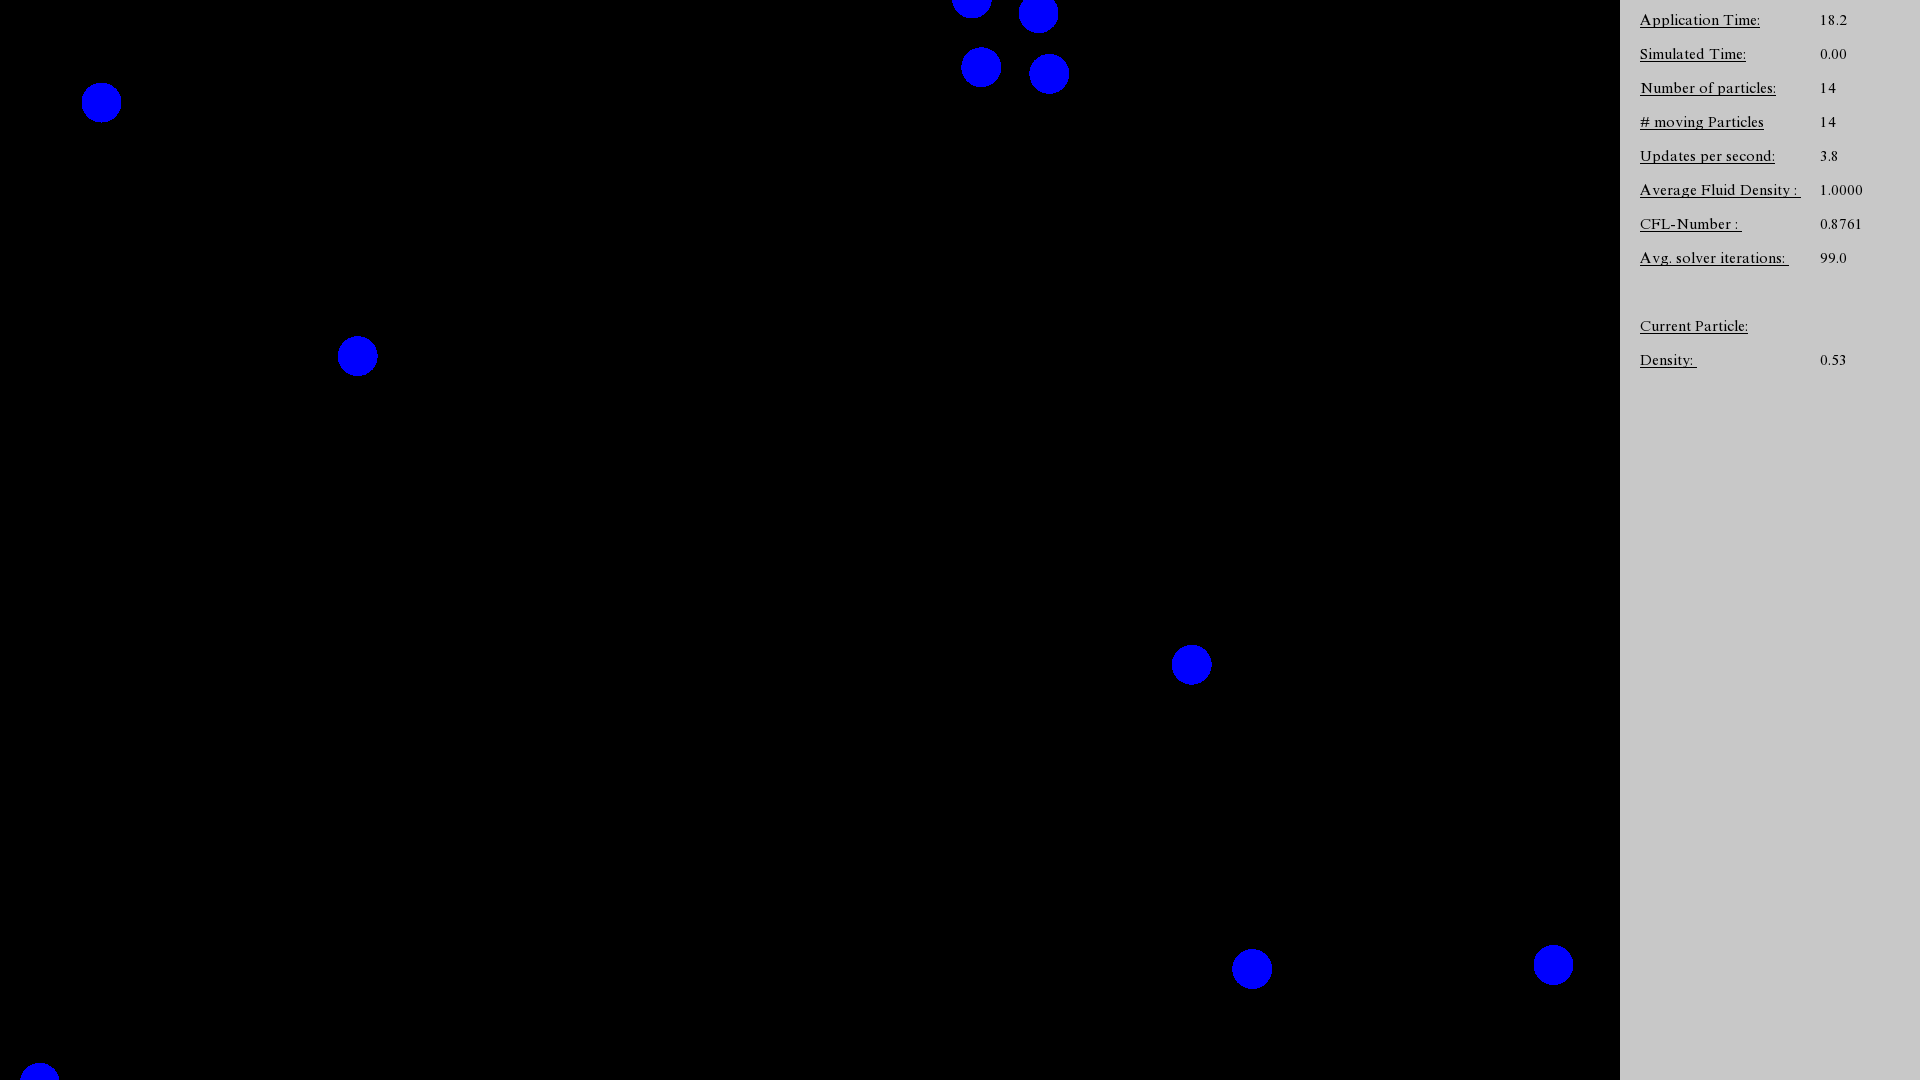 Application Time: 18.2
Simulated Time: 0.00
Number of particles: 14
# moving Particles 14
Updates per second: 3.8
Average Fluid Density : 1.0000
CFL-Number : 0.8761
Avg. solver iterations: 99.0
Current Particle:
Density: 0.53